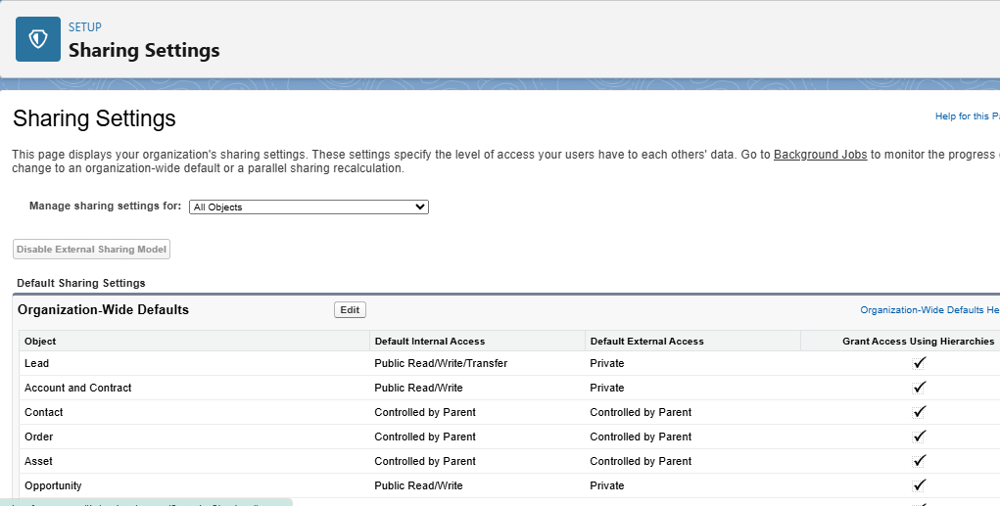 SETUP
Sharing Settings
Sharing Settings
Help for this P
This page displays your organization's sharing settings. These settings specify the level of access your users have to each others' data. Go to Background Jobs to monitor the progress
change to an organization-wide default or a parallel sharing recalculation.
Manage sharing settings for: All Objects
Disable External Sharing Model
Default Sharing Settings
Organization-Wide Defaults Edit Organization-Wide Defaults He
Object Default Internal Access Default External Access Grant Access Using Hierarchies
Lead Public Read/Write/Transfer Private
Account and Contract Public Read/Write Private
Contact Controlled by Parent Controlled by Parent
Order Controlled by Parent Controlled by Parent
Asset Controlled by Parent Controlled by Parent
Opportunity Public Read/Write Private